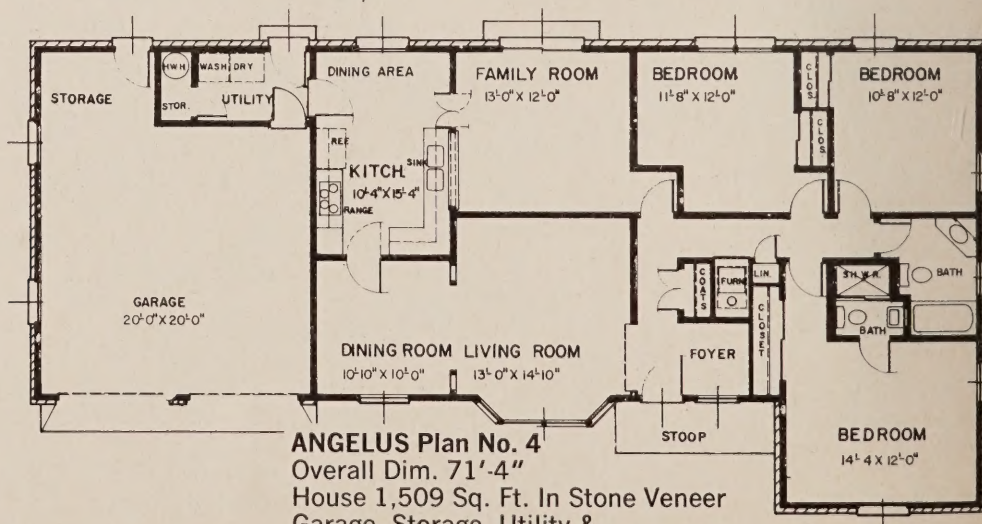 STORAGE
H.W.H.
WASH. DRY
STOR.
UTILITY
DINING AREA
FAMILY ROOM
13'-0" X 12'-0"
BEDROOM
11'-8" X 12'-0"
CLOS.
CLOS.
BEDROOM
10'-8" X 12'-0"
REF.
SINK
KITCH.
10'-4" X 15'-4"
RANGE
GARAGE
20'-0" X 20'-0"
DINING ROOM
10'-10" X 10'-0"
LIVING ROOM
13'-0" X 14'-10"
COATS
FURN.
LIN.
CLOSET
FOYER
SHWR.
BATH
BATH
STOOP
BEDROOM
14'-4 X 12'-0"
ANGELUS Plan No. 4
Overall Dim. 71'-4"
House 1,509 Sq. Ft. In Stone Veneer
Garage, Storage, Utility &